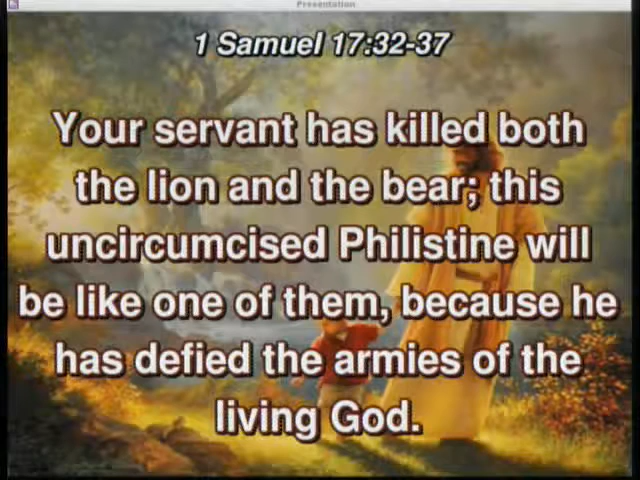 Presentation
1 Samuel 17:32-37
Your servant has killed both
the lion and the bear; this
uncircumcised Philistine will
be like one of them, because he
has defied the armies of the
living God.